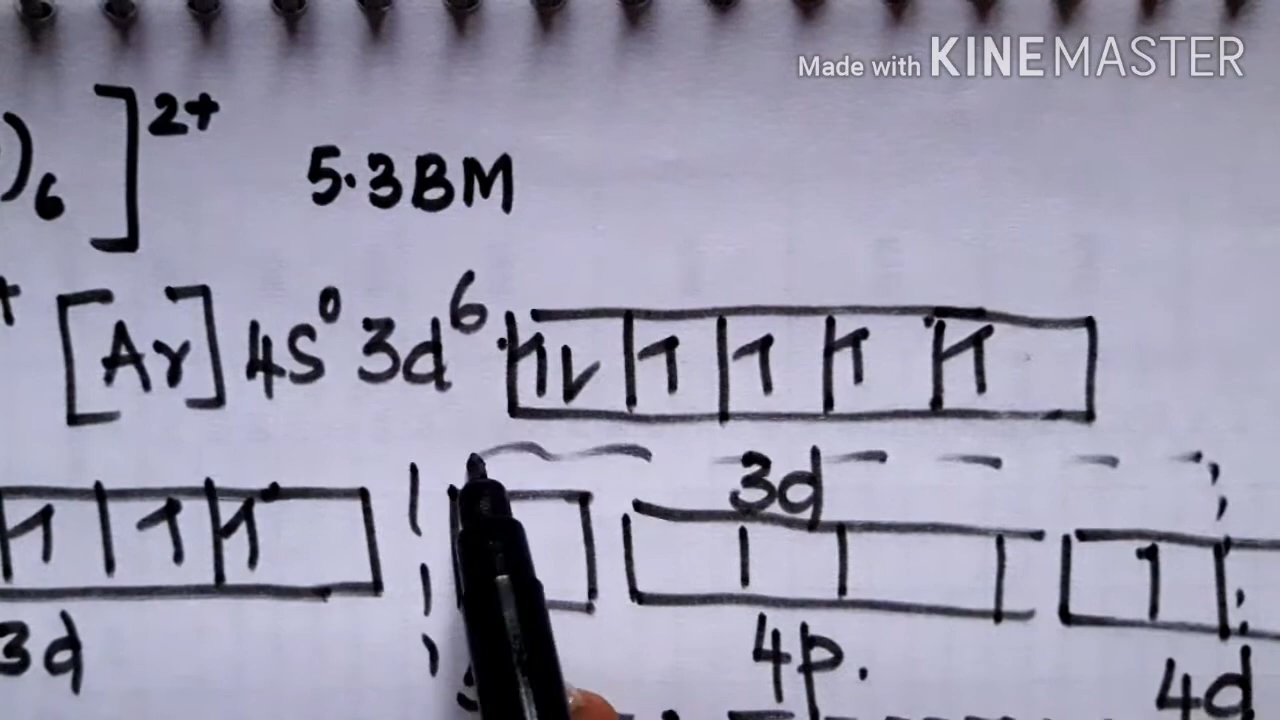 Made with KINEMASTER
)6 ]2+ 5.3BM
+ [Ar] 4S0 3d6
3d
3d 4p. 4d